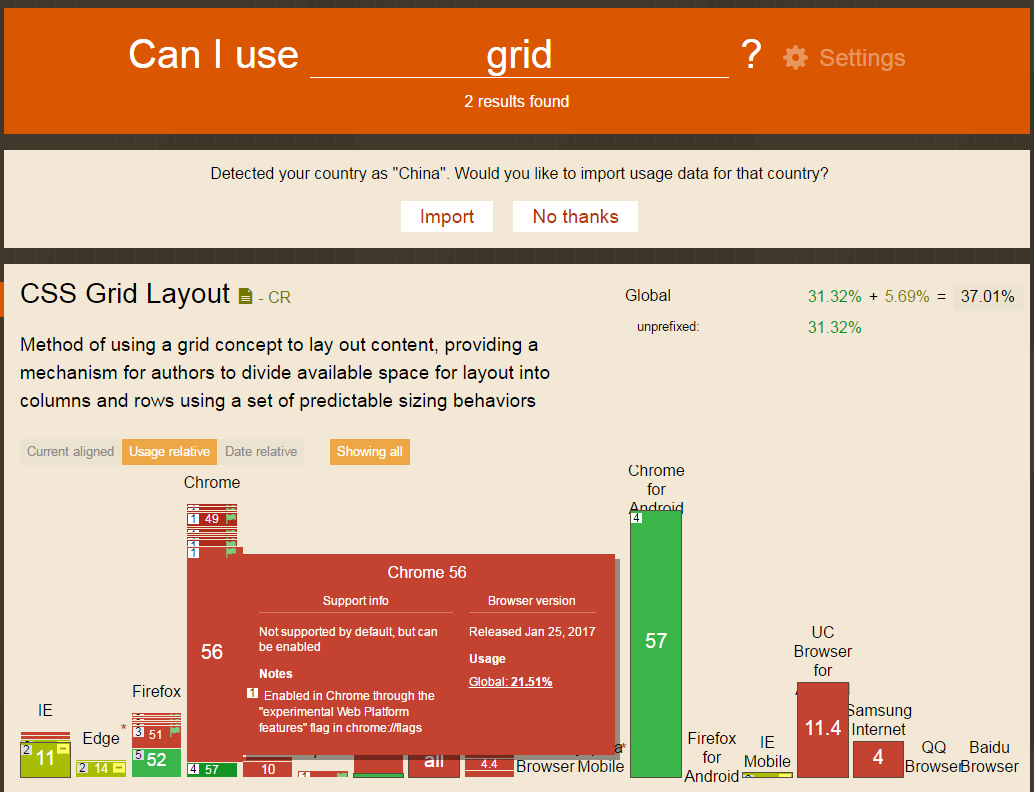 Can I use grid ? Settings
2 results found
Detected your country as "China". Would you like to import usage data for that country?
Import No thanks
CSS Grid Layout - CR
Global 31.32% + 5.69% = 37.01%
unprefixed: 31.32%
Method of using a grid concept to lay out content, providing a
mechanism for authors to divide available space for layout into
columns and rows using a set of predictable sizing behaviors
Current aligned Usage relative Date relative Showing all
Chrome
1 49
1
1
56
Chrome 56
Support info
Not supported by default, but can
be enabled
Notes
1 Enabled in Chrome through the
"experimental Web Platform
features" flag in chrome://flags
Browser version
Released Jan 25, 2017
Usage
Global: 21.51%
Chrome
for
Android
4
57
IE
2 11
Edge *
2 14
Firefox
3 51
5 52
4 57
10
1
all
4.4
Browser
Mobile
Firefox
for
Android
IE
Mobile
2
UC
Browser
for
11.4
Samsung
Internet
4
QQ
Browser
Baidu
Browser